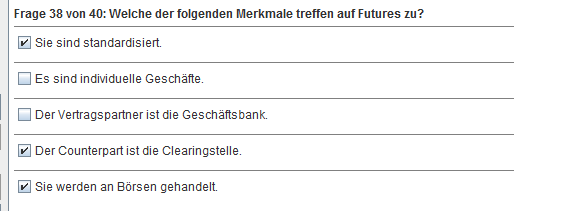 Frage 38 von 40: Welche der folgenden Merkmale treffen auf Futures zu?
Sie sind standardisiert.
Es sind individuelle Geschäfte.
Der Vertragspartner ist die Geschäftsbank.
Der Counterpart ist die Clearingstelle.
Sie werden an Börsen gehandelt.